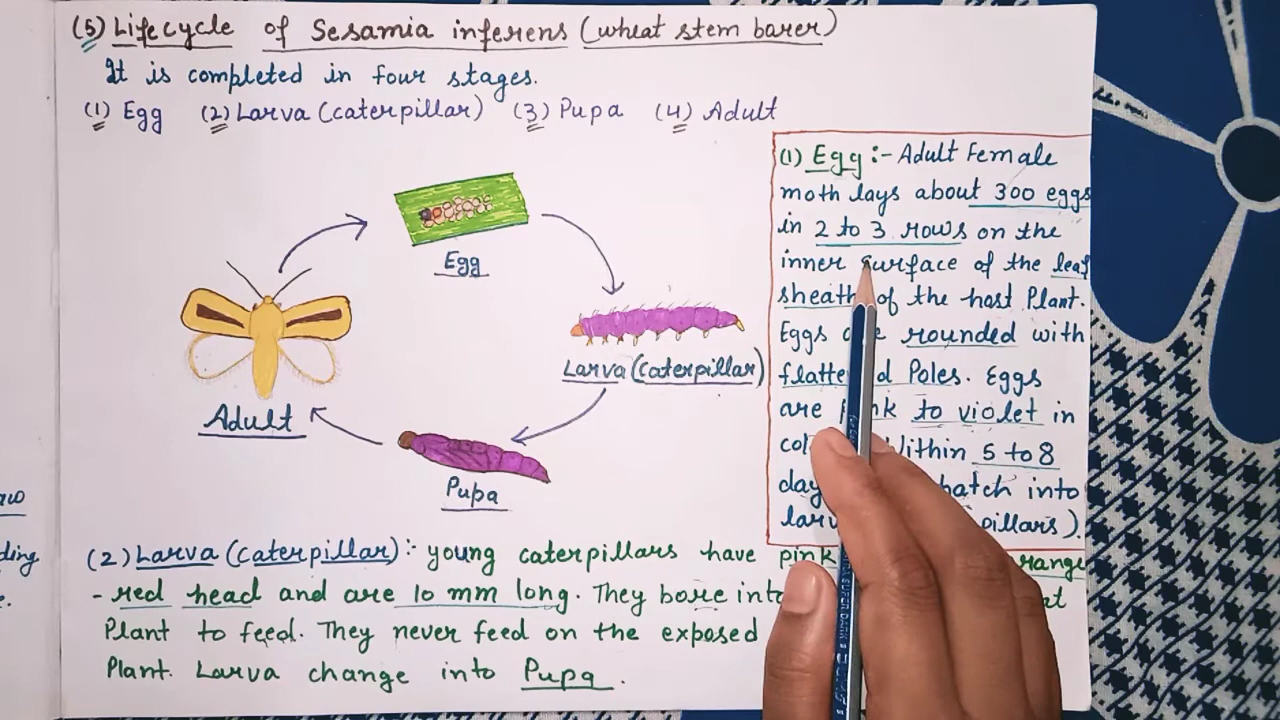 (5) Lifecycle of Sesamia inferens (wheat stem barer)
It is completed in four stages.
(1) Egg (2) Larva (caterpillar) (3) Pupa (4) Adult
(1) Egg :- Adult Female
moth lays about 300 eggs
in 2 to 3 rows on the
inner surface of the leaf
sheath of the host Plant.
Eggs with rounded
flatte d Poles. Eggs
are to violet in
Within 5 to 8
hatch into
pillars).
Egg
Larva (caterpillar)
Adult
Pupa
(2) Larva (caterpillar) :- young caterpillars have pink range
- red head and are 10 mm long. They bore into
Plant to feed. They never feed on the exposed
Plant. Larva change into Pupa.